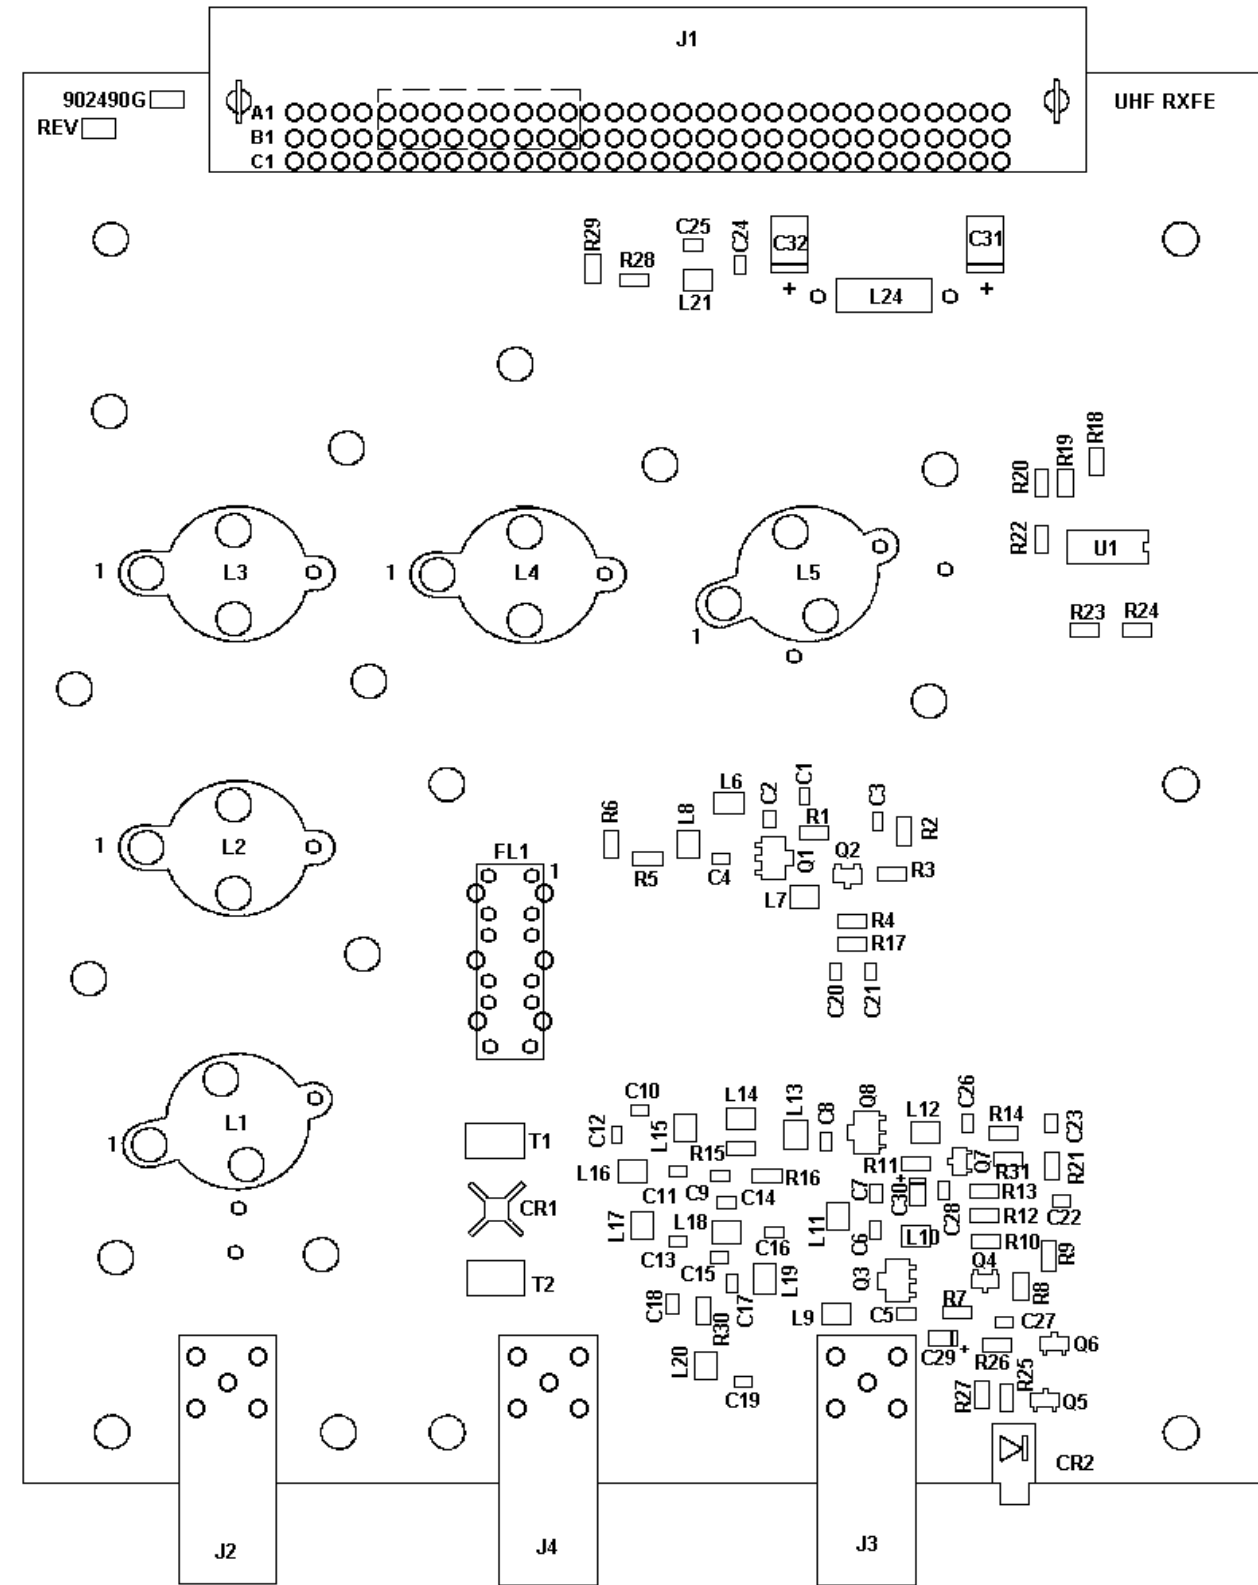 J1
902490G
REV
A1
B1
C1
UHF RXFE
R29
R28
C25
L21
C24
C32
+
L24
C31
+
R18
R19
R20
R22
U1
R23 R24
1 L3
1 L4
L5
1
L6
C2
C1
C3
R2
R6
R5
L8
C4
R1
Q1
Q2
R3
L7
R4
R17
C20
C21
1 L2
FL1
1
L1
1
C10
C12
L15
L14
L13
C8
Q8
L12
C26
R14
C23
T1
R15
L16
C11
C9
R16
R11
+
Q7
R31
R21
CR1
C14
C7
C30
C28
R13
C22
L17
L18
L11
R12
C13
C16
C6
L10
R10
R9
T2
C15
L19
Q3
Q4
R8
C18
R30
C17
L9
C5
R7
C27
L20
C29
+
R26
Q6
C19
R27
R25
Q5
CR2
J2
J4
J3